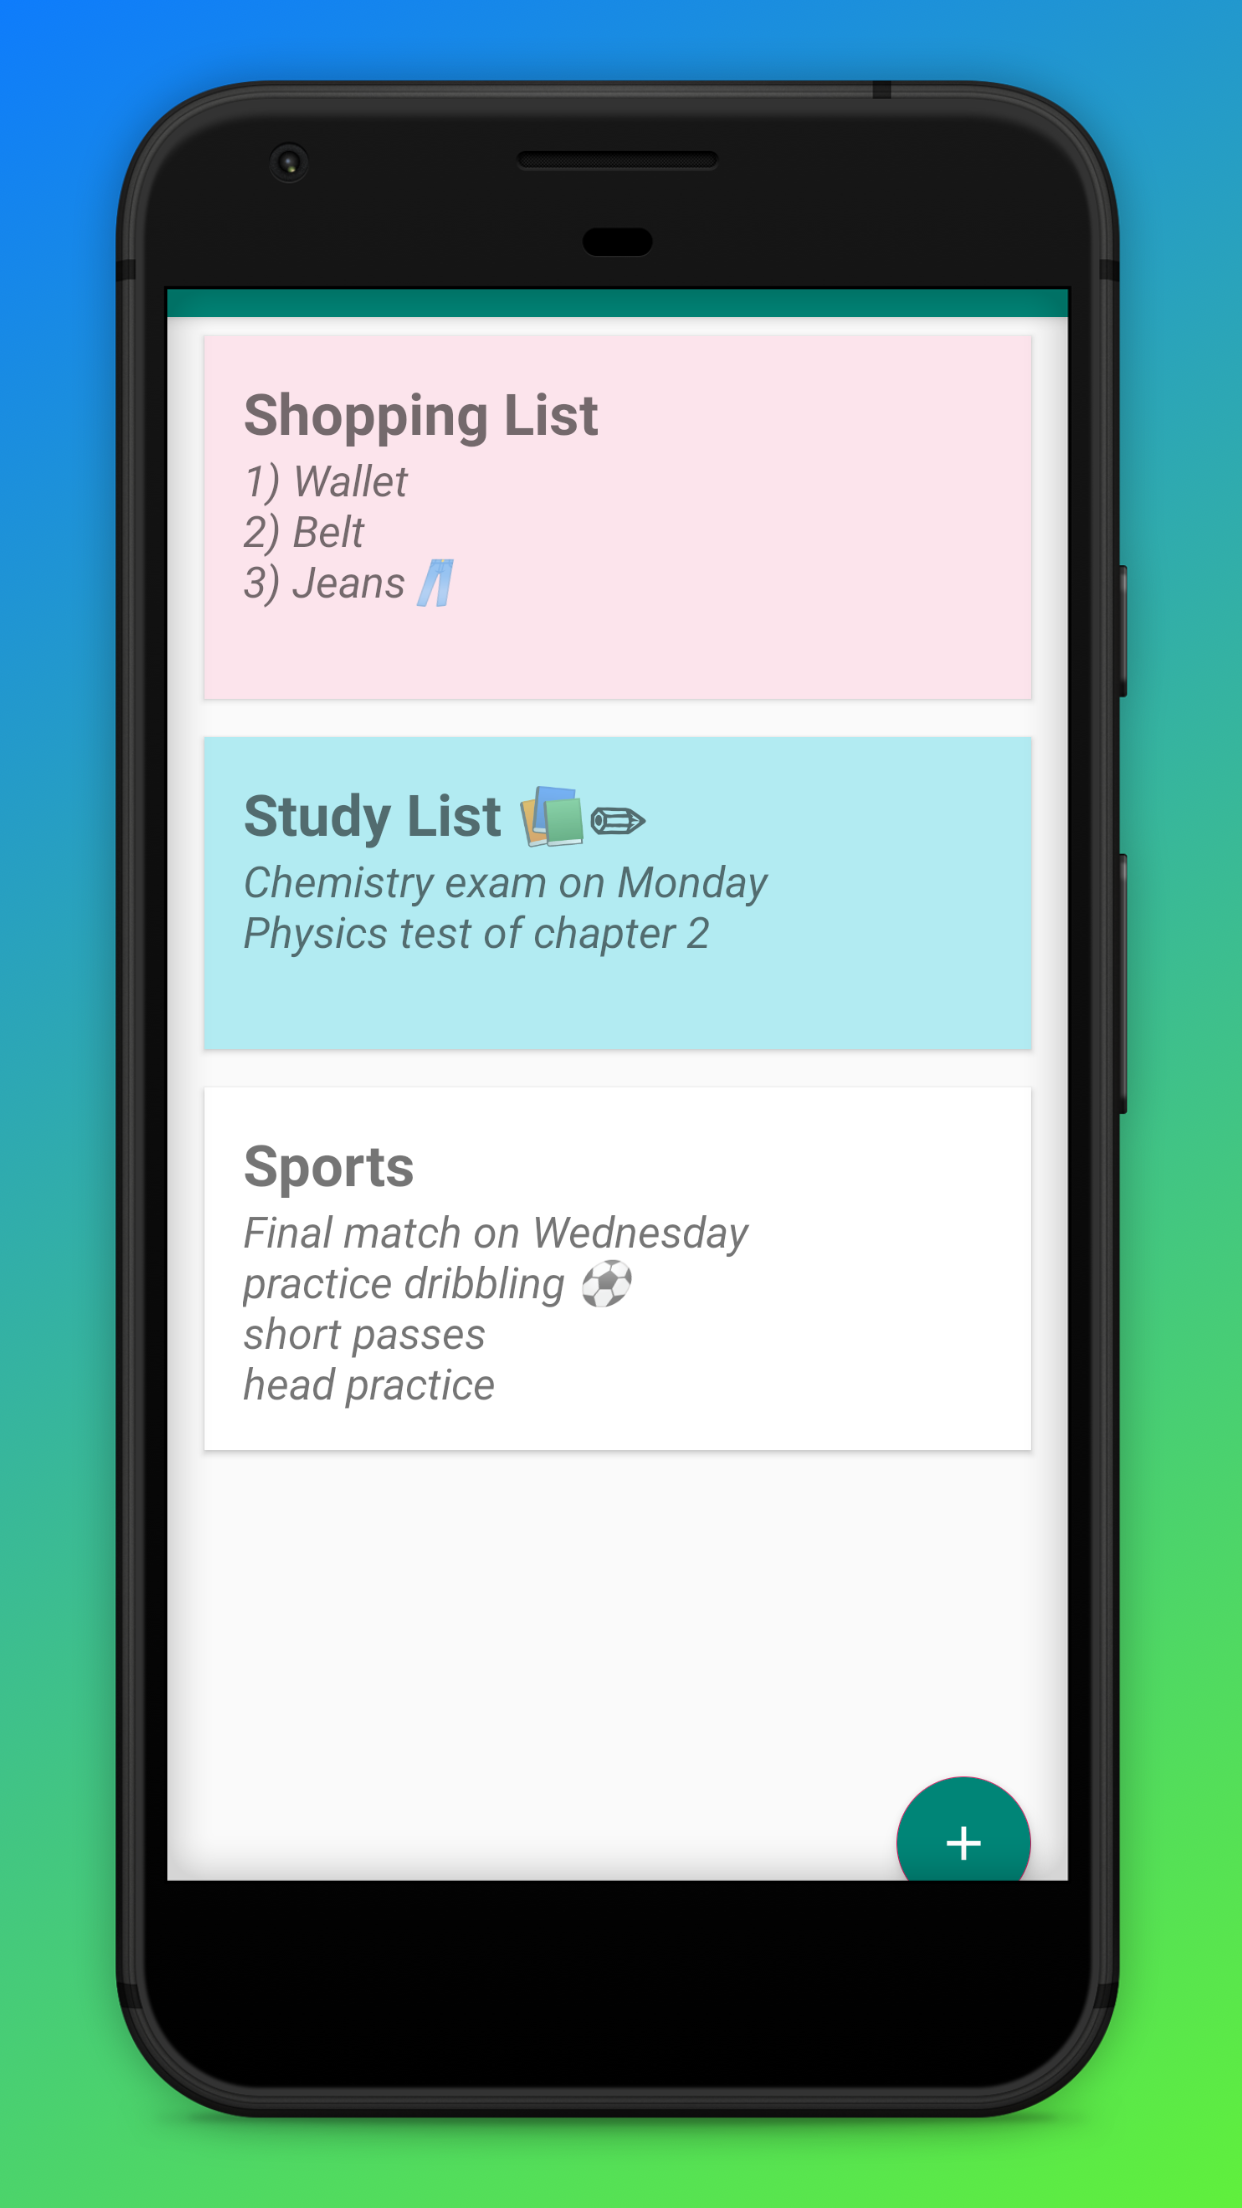 Shopping List
1) Wallet
2) Belt
3) Jeans 👖
Study List 📚✏
Chemistry exam on Monday
Physics test of chapter 2
Sports
Final match on Wednesday
practice dribbling ⚽
short passes
head practice
+